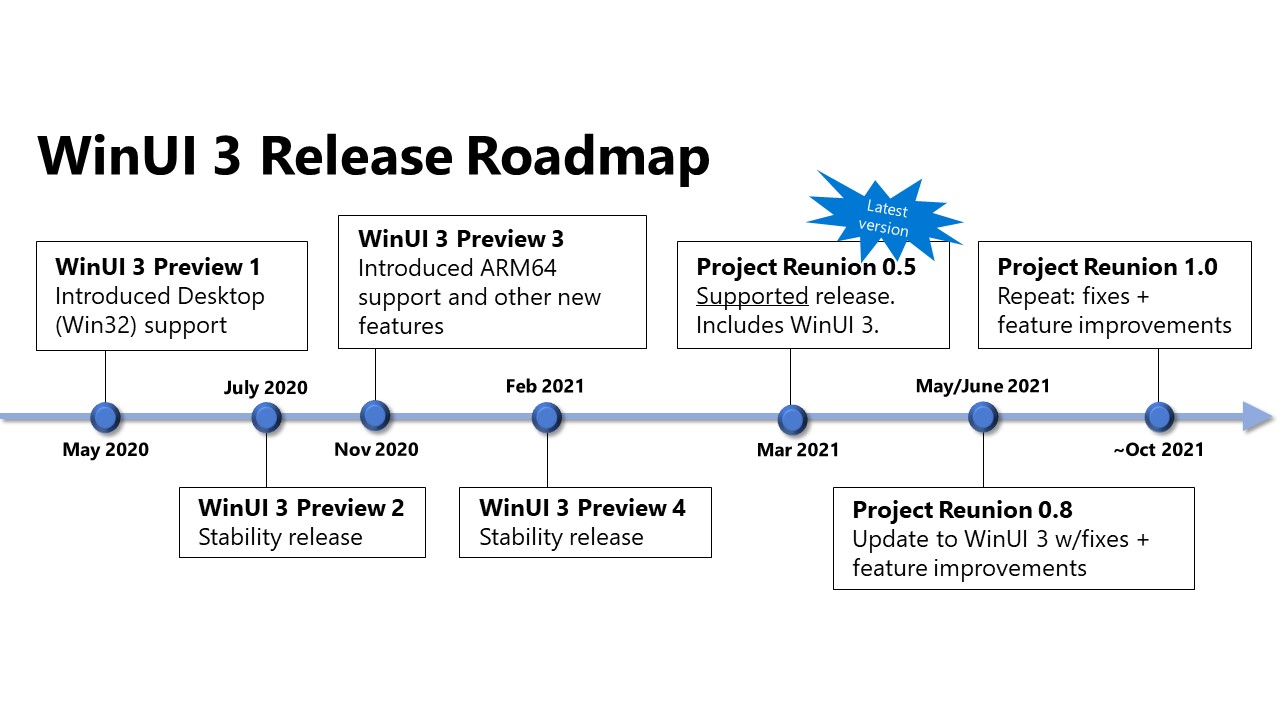 WinUI 3 Release Roadmap
Latest
version
WinUI 3 Preview 1
Introduced Desktop
(Win32) support
WinUI 3 Preview 3
Introduced ARM64
support and other new
features
Project Reunion 0.5
Supported release.
Includes WinUI 3.
Project Reunion 1.0
Repeat: fixes +
feature improvements
July 2020
Feb 2021
May/June 2021
May 2020
Nov 2020
Mar 2021
~Oct 2021
WinUI 3 Preview 2
Stability release
WinUI 3 Preview 4
Stability release
Project Reunion 0.8
Update to WinUI 3 w/fixes +
feature improvements